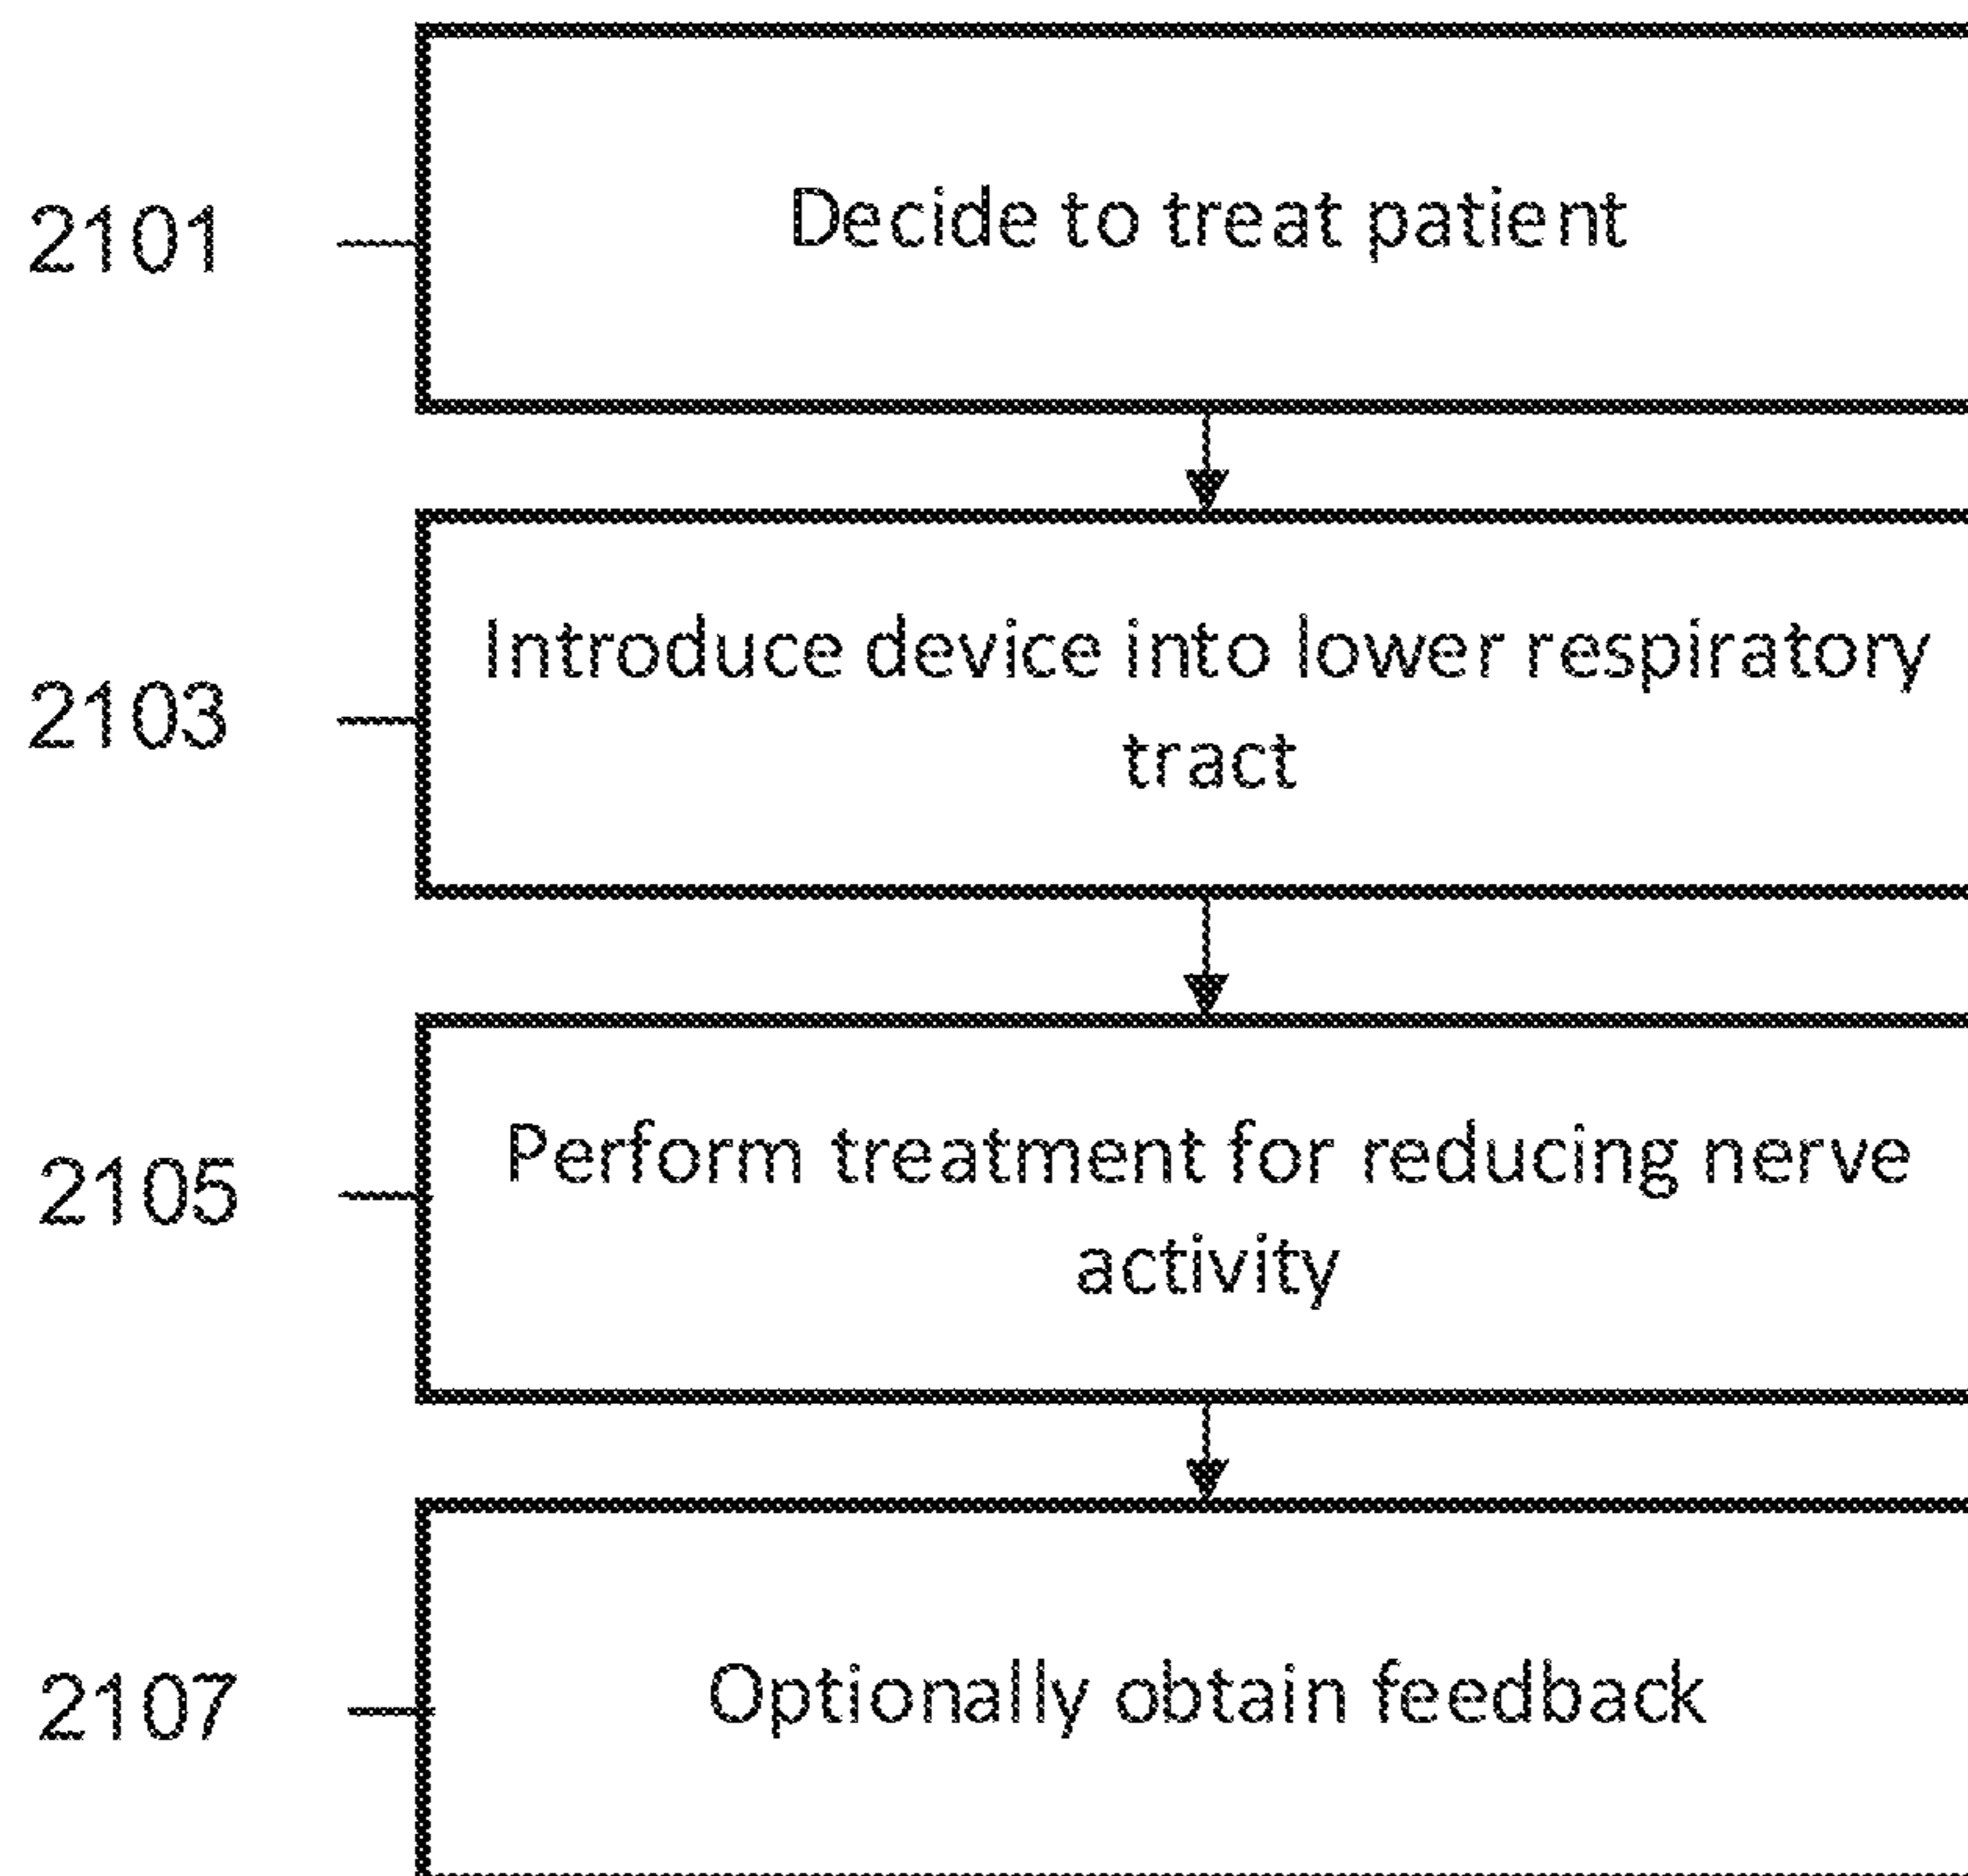 2101
Decide to treat patient
2103
Introduce device into lower respiratory
tract
2105
Perform treatment for reducing nerve
activity
2107
Optionally obtain feedback